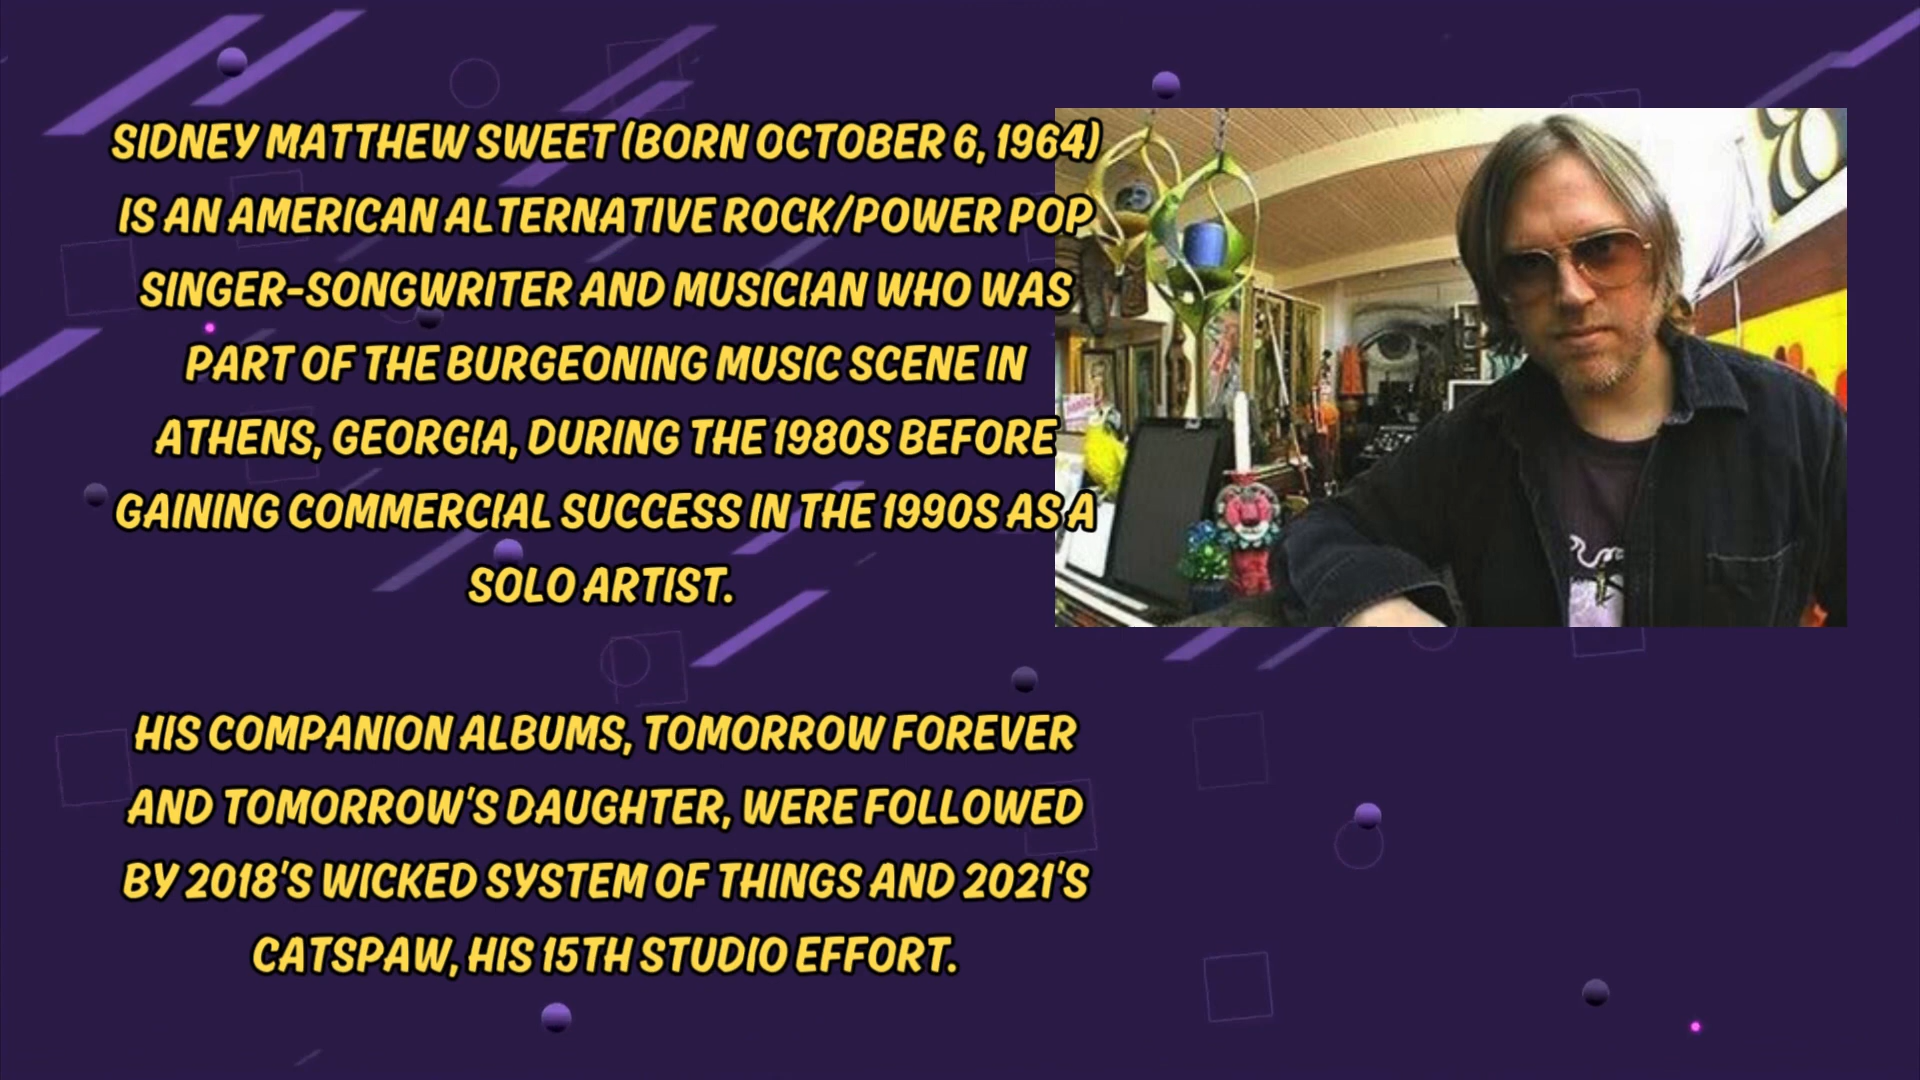 SIDNEY MATTHEW SWEET (BORN OCTOBER 6, 1964)
IS AN AMERICAN ALTERNATIVE ROCK/POWER POP
SINGER-SONGWRITER AND MUSICIAN WHO WAS
PART OF THE BURGEONING MUSIC SCENE IN
ATHENS, GEORGIA, DURING THE 1980S BEFORE
GAINING COMMERCIAL SUCCESS IN THE 1990S AS A
SOLO ARTIST.
HIS COMPANION ALBUMS, TOMORROW FOREVER
AND TOMORROW'S DAUGHTER, WERE FOLLOWED
BY 2018'S WICKED SYSTEM OF THINGS AND 2021'S
CATSPAW, HIS 15TH STUDIO EFFORT.